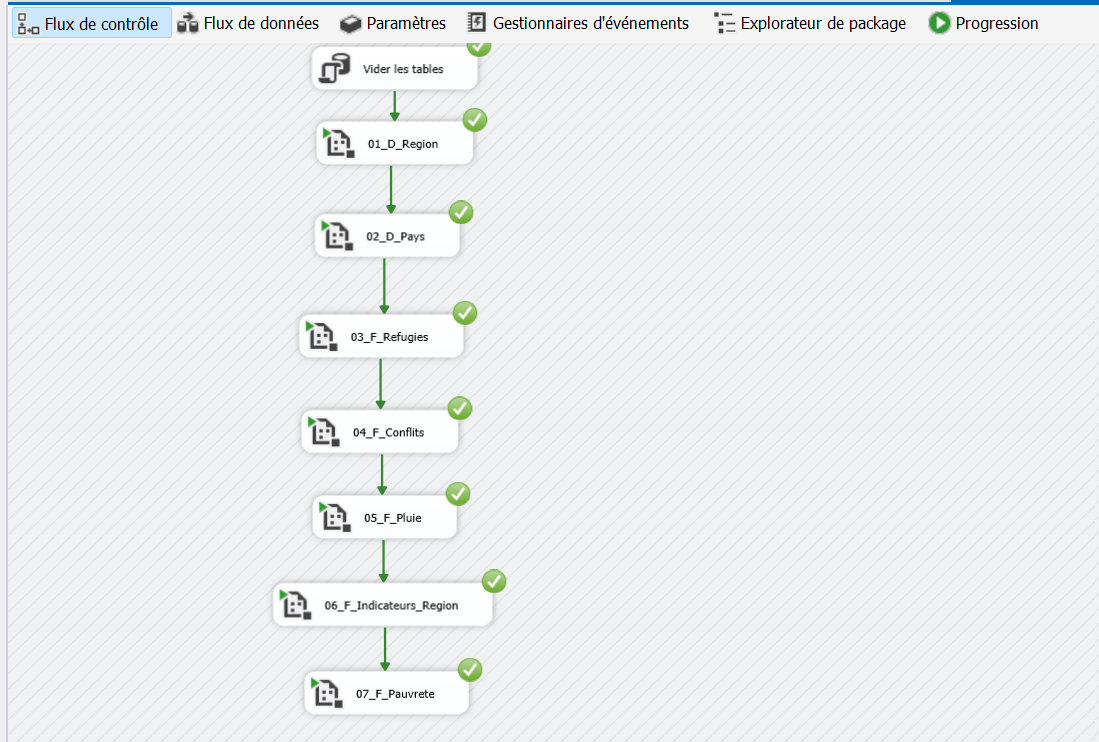 Flux de contrôle Flux de données Paramètres Gestionnaires d'événements Explorateur de package Progression
Vider les tables
01_D_Region
02_D_Pays
03_F_Refugies
04_F_Conflits
05_F_Pluie
06_F_Indicateurs_Region
07_F_Pauvrete